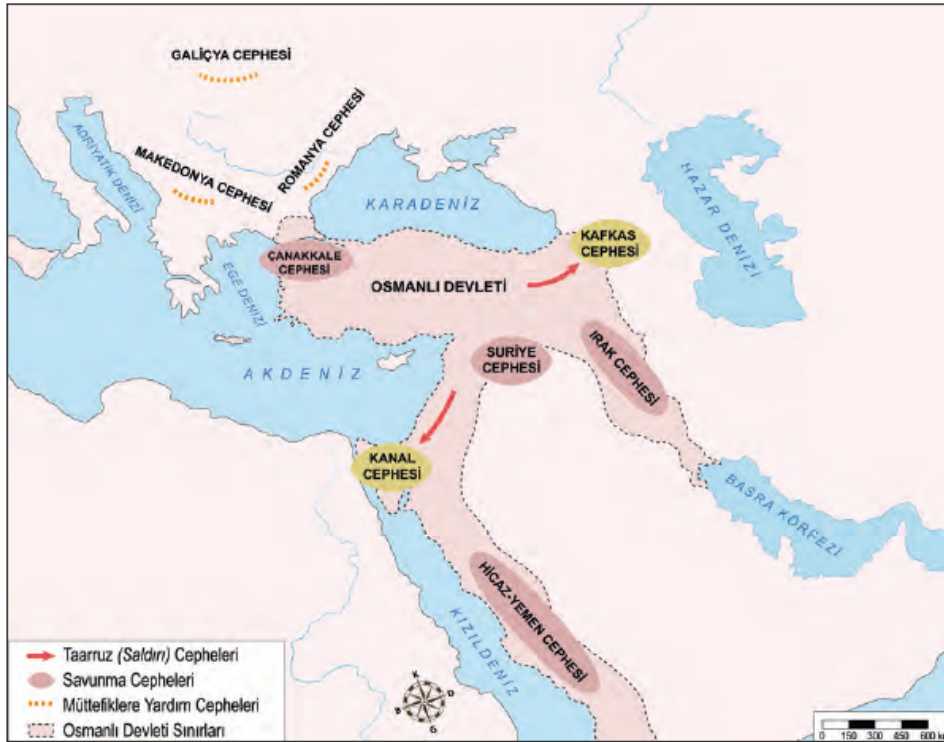 GALİÇYA CEPHESİ
ROMANYA CEPHESİ
MAKEDONYA CEPHESİ
ADRİYATİK DENİZİ
KARADENİZ
HAZAR DENİZİ
KAFKAS
CEPHESİ
ÇANAKKALE
CEPHESİ
EGE DENİZİ
OSMANLI DEVLETİ
SURİYE
CEPHESİ
IRAK CEPHESİ
AKDENİZ
KANAL
CEPHESİ
BASRA KÖRFEZİ
HİCAZ-YEMEN CEPHESİ
KIZILDENİZ
Taarruz (Saldırı) Cepheleri
Savunma Cepheleri
Müttefiklere Yardım Cepheleri
Osmanlı Devleti Sınırları
K
D
B
G
0 150 300 450 600 km